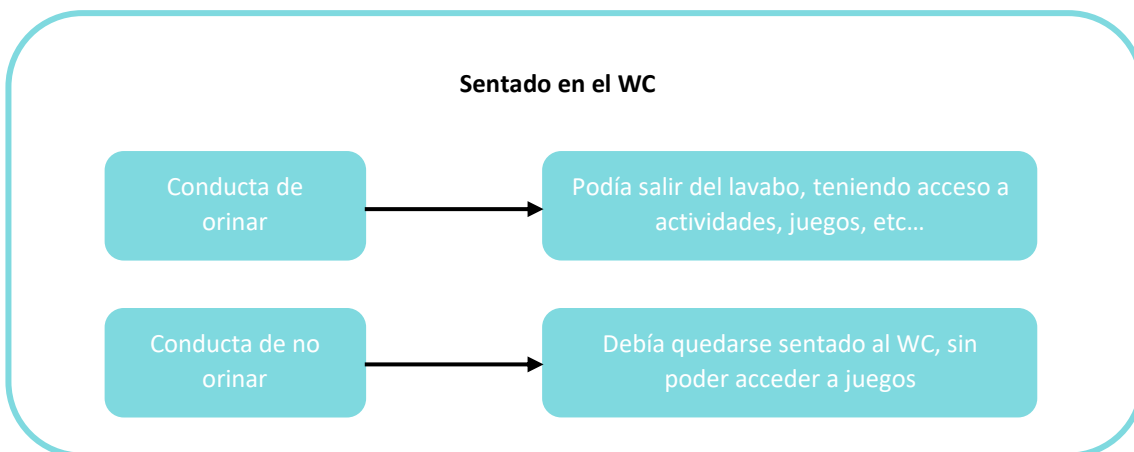 Sentado en el WC
Conducta de
orinar
Podía salir del lavabo, teniendo acceso a
actividades, juegos, etc…
Conducta de no
orinar
Debía quedarse sentado al WC, sin
poder acceder a juegos